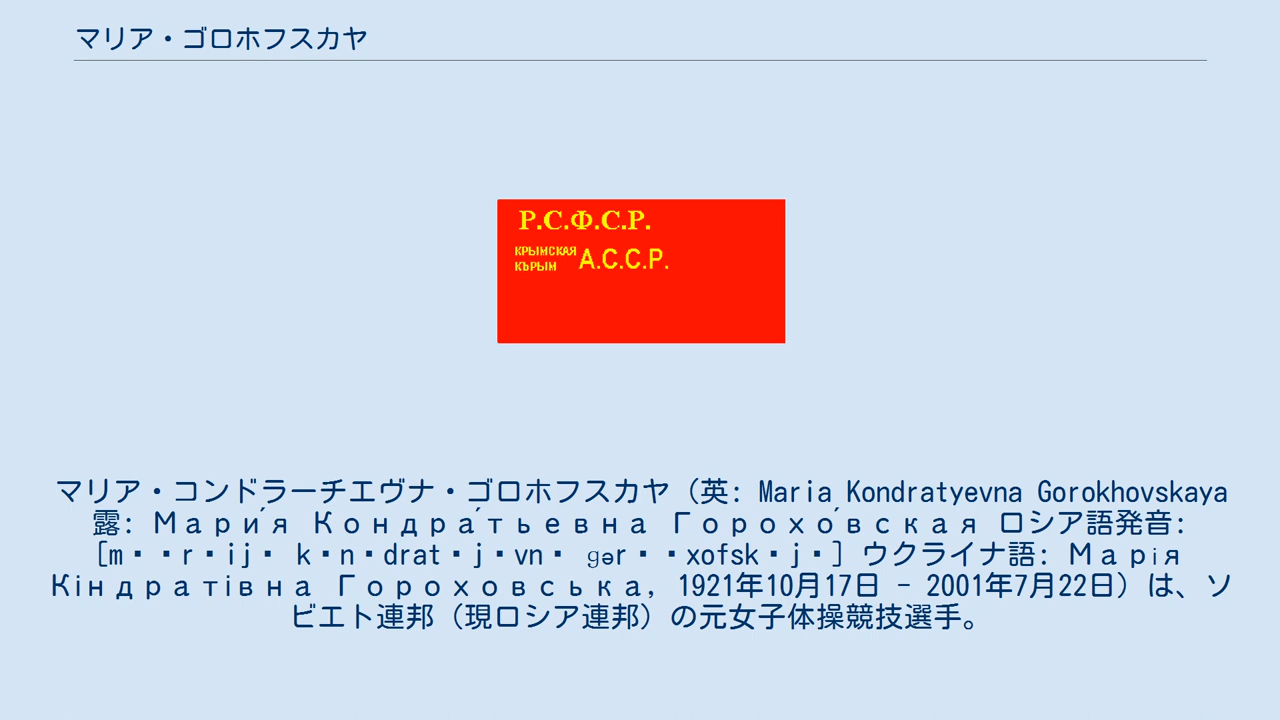 マリア・ゴロホフスカヤ
Р.С.Ф.С.Р.
КРЫМСКАЯ А.С.С.Р.
КЪРЫМ
マリア・コンドラーチエヴナ・ゴロホフスカヤ（英: Maria Kondratyevna Gorokhovskaya
露: Мари́я Кондра́тьевна Горохо́вская ロシア語発音:
[m▪▪r▪ij▪ k▪n▪drat▪j▪vn▪ ɡər▪▪xofsk▪j▪] ウクライナ語: Марія
Кіндратівна Гороховська, 1921年10月17日 - 2001年7月22日）は、ソ
ビエト連邦（現ロシア連邦）の元女子体操競技選手。